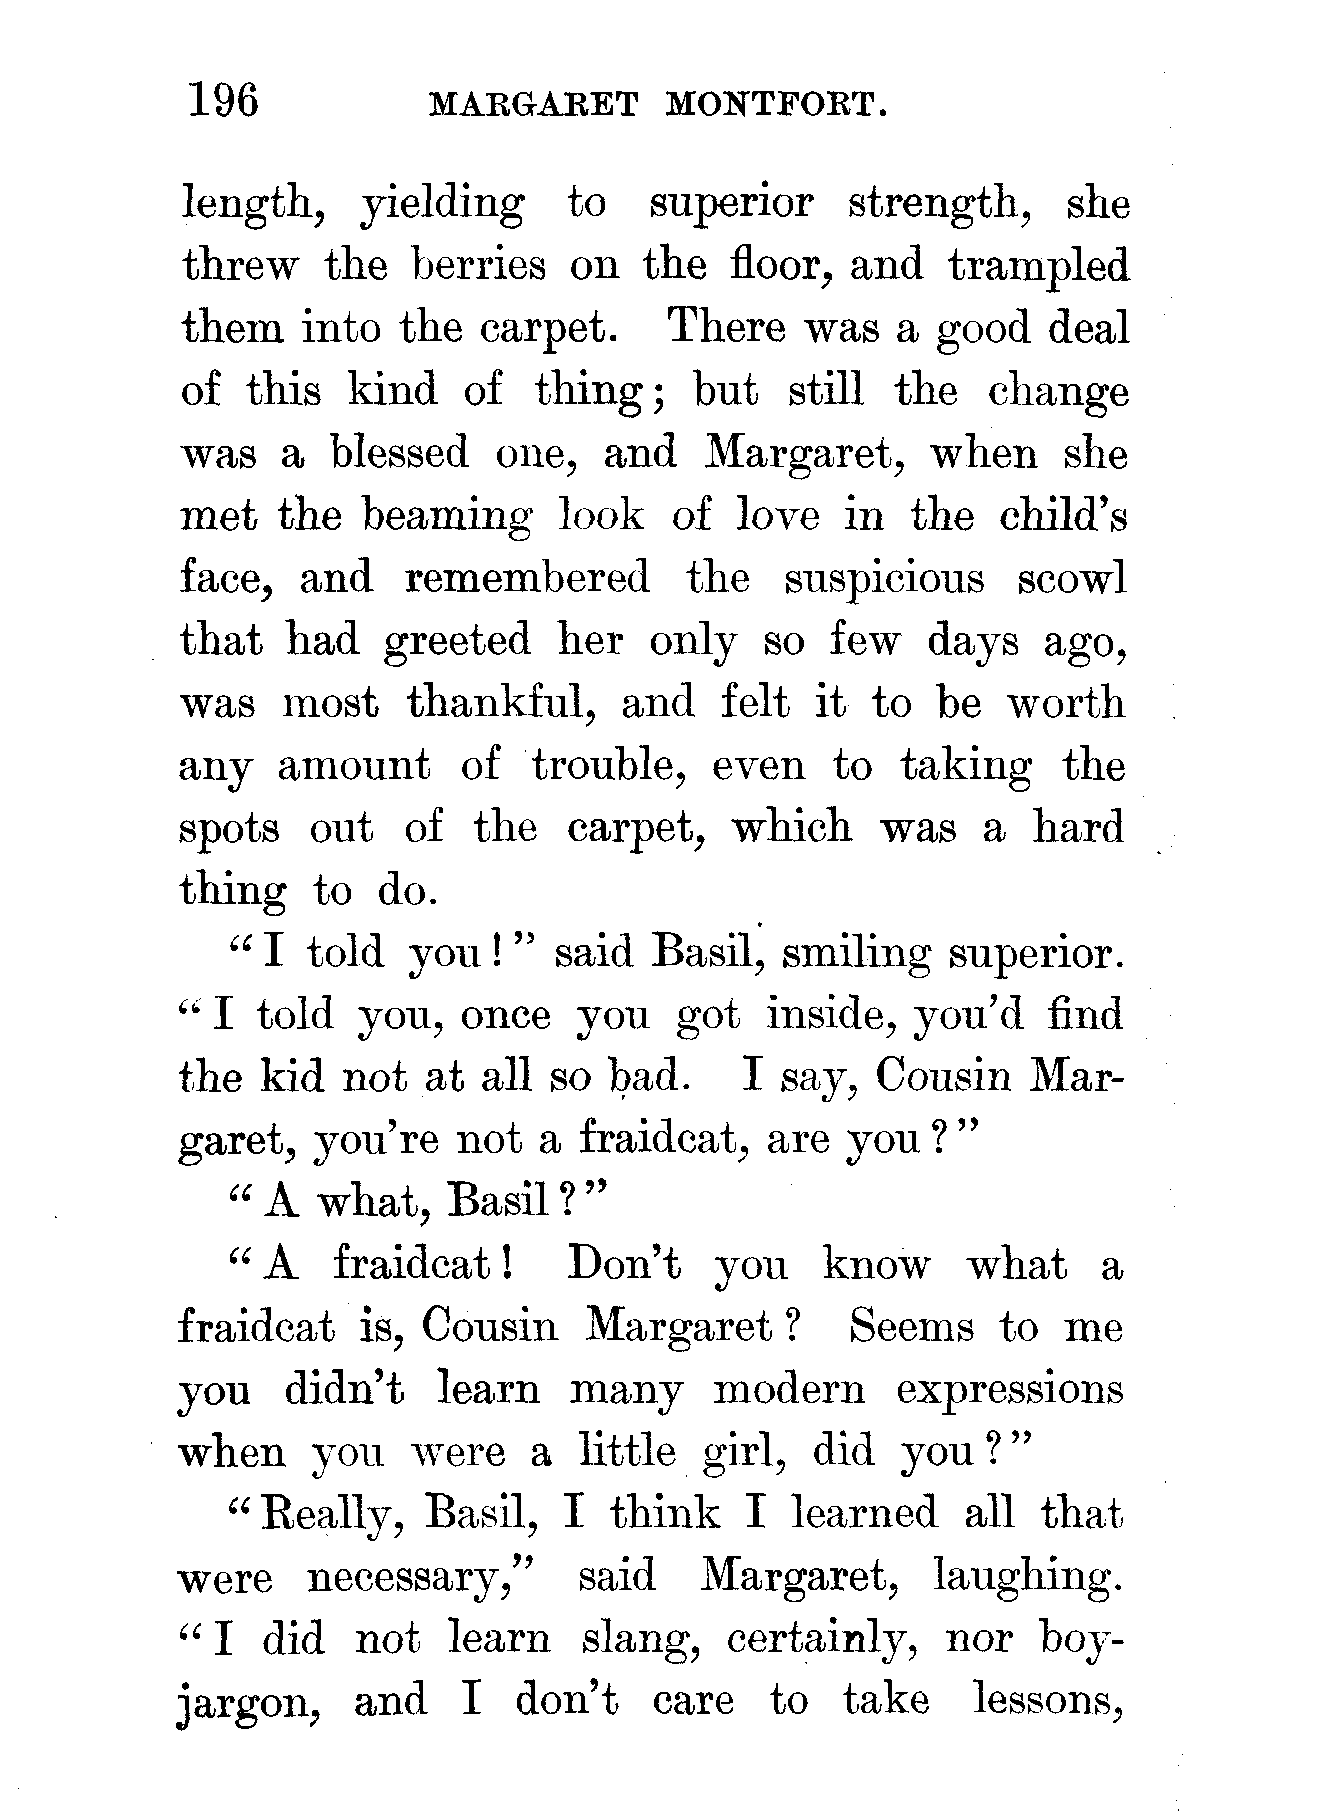 196 MARGARET MONTFORT.
length, yielding to superior strength, she
threw the berries on the floor, and trampled
them into the carpet. There was a good deal
of this kind of thing; but still the change
was a blessed one, and Margaret, when she
met the beaming look of love in the child's
face, and remembered the suspicious scowl
that had greeted her only so few days ago,
was most thankful, and felt it to be worth
any amount of trouble, even to taking the
spots out of the carpet, which was a hard
thing to do.
"I told you!" said Basil, smiling superior.
"I told you, once you got inside, you'd find
the kid not at all so bad. I say, Cousin Mar-
garet, you're not a fraidcat, are you?"
"A what, Basil?"
"A fraidcat! Don't you know what a
fraidcat is, Cousin Margaret? Seems to me
you didn't learn many modern expressions
when you were a little girl, did you?"
"Really, Basil, I think I learned all that
were necessary," said Margaret, laughing.
"I did not learn slang, certainly, nor boy-
jargon, and I don't care to take lessons,